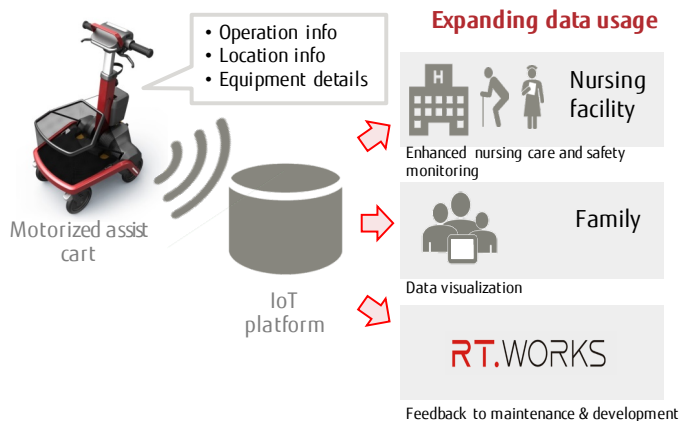 Expanding data usage
• Operation info
• Location info
• Equipment details
H
Nursing
facility
Enhanced nursing care and safety
monitoring
Motorized assist
cart
IoT
platform
Family
Data visualization
RT.WORKS
Feedback to maintenance & development